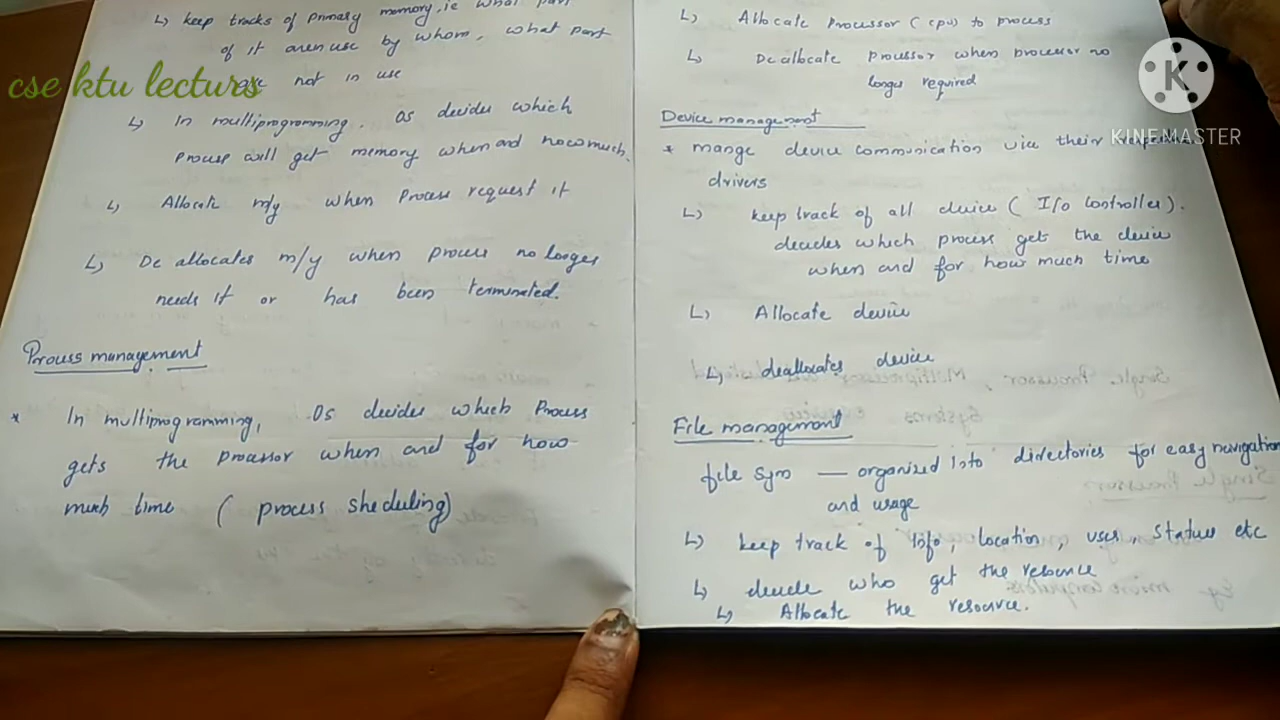 ↳ keep tracks of primary memory, ie what part
of it are in use by whom, what part
are not in use
↳ In multiprogramming. OS decides which
process will get memory when and how much.
↳ Allocate m/y when process request it
↳ De allocates m/y when process no longer
needs it or has been terminated.
Process management
* In multiprogramming, OS decides which Process
gets the processor when and for how
much time ( process sheduling)
↳ Allocate Processor ( cpu) to process
↳ De allocate processor when processor no
longer required
Device management
* mange device communication via their
drivers
↳ keep track of all device ( I/o controller).
decides which process get the device
when and for how much time
↳ Allocate device
↳ deallocates device
File management
file sym — organized into directories for easy navigation
and usage
↳ keep track of info, location, uses, status etc
↳ decide who get the resource
↳ Allocate the resource.
cse ktu lecturs
KINEMASTER